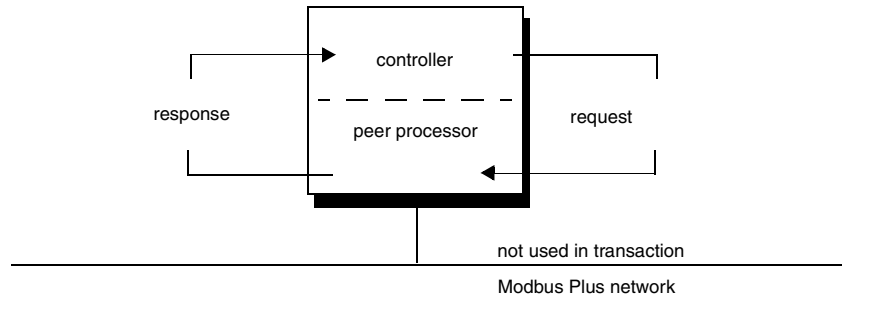 controller
response
request
peer processor
not used in transaction
Modbus Plus network